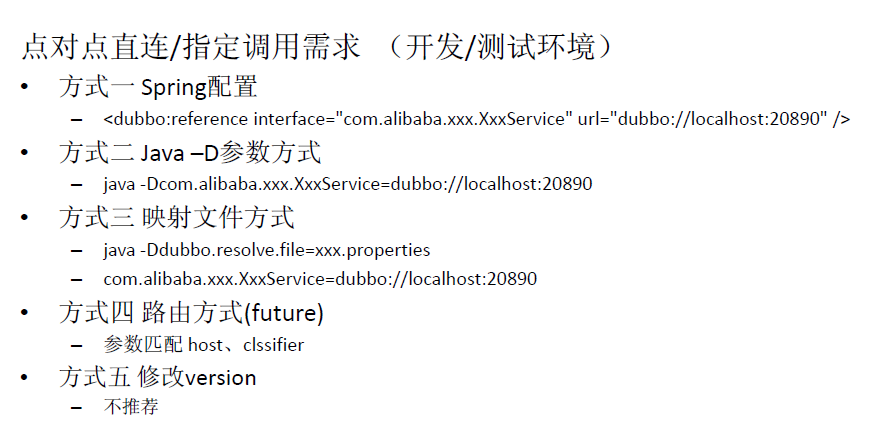 点对点直连/指定调用需求 （开发/测试环境）
• 方式一 Spring配置
– <dubbo:reference interface="com.alibaba.xxx.XxxService" url="dubbo://localhost:20890" />
• 方式二 Java –D参数方式
– java -Dcom.alibaba.xxx.XxxService=dubbo://localhost:20890
• 方式三 映射文件方式
– java -Ddubbo.resolve.file=xxx.properties
– com.alibaba.xxx.XxxService=dubbo://localhost:20890
• 方式四 路由方式(future)
– 参数匹配 host、clssifier
• 方式五 修改version
– 不推荐